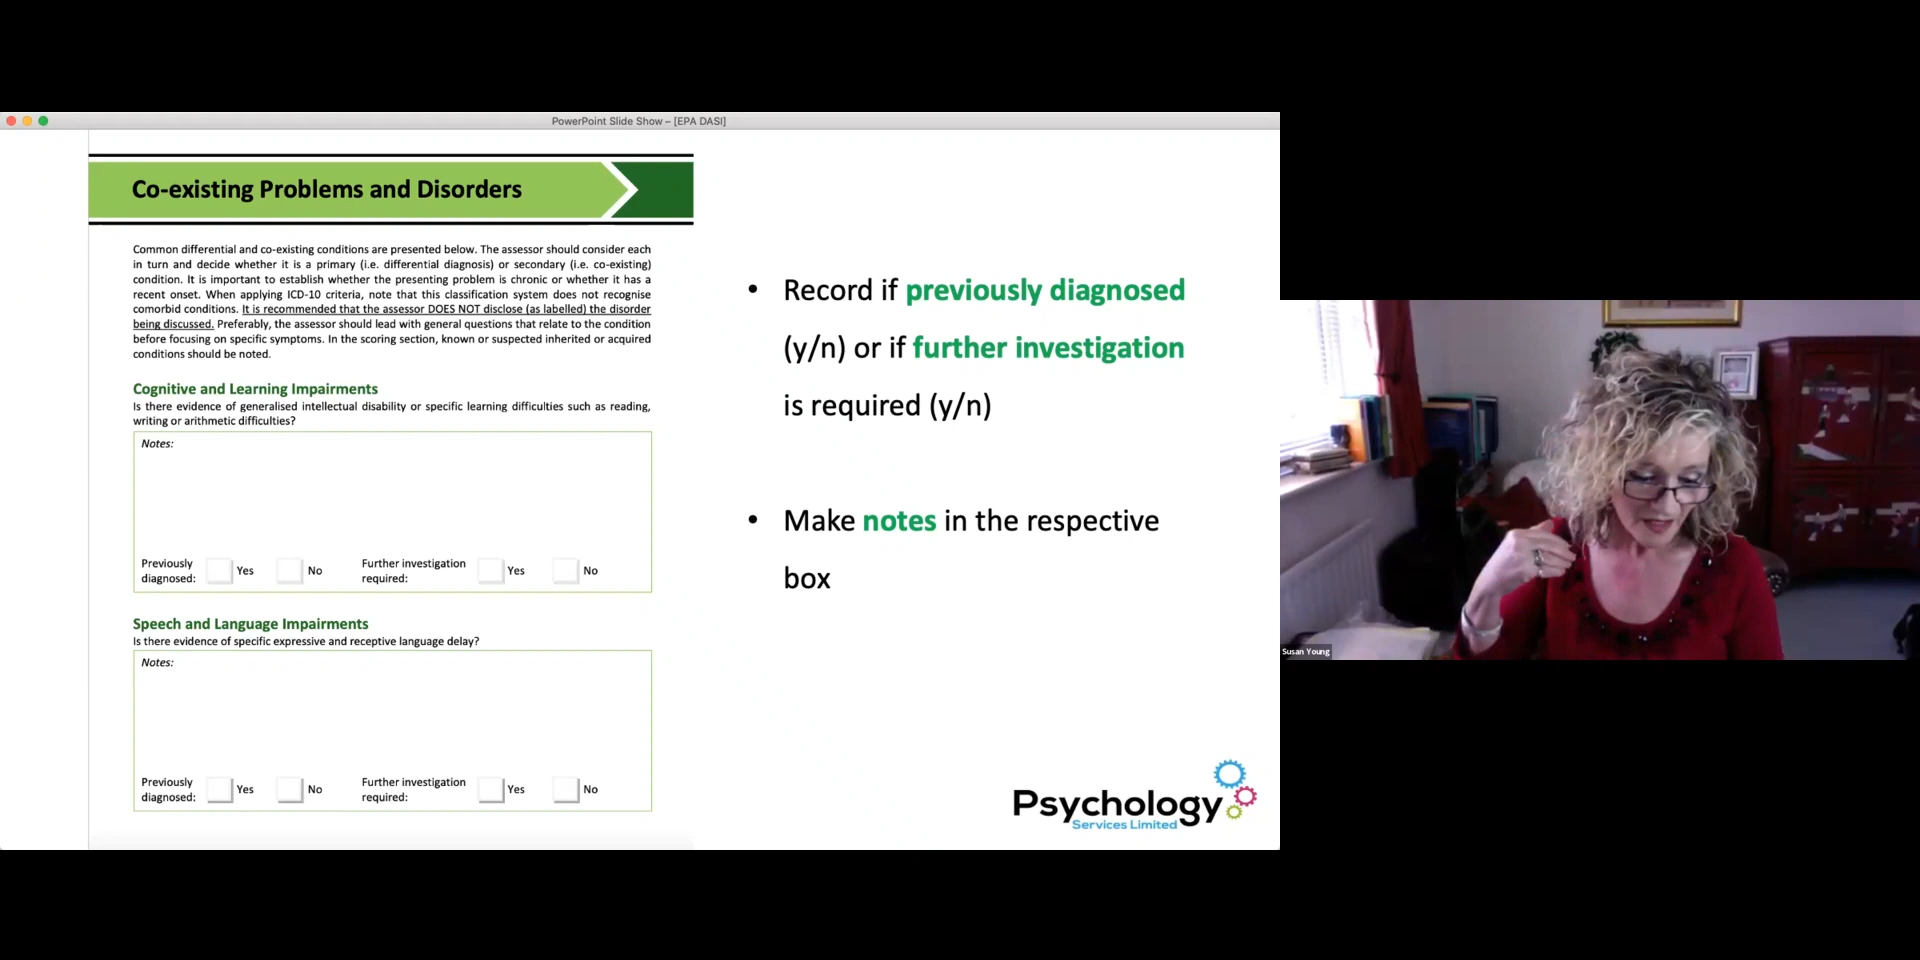 PowerPoint Slide Show – [EPA DASI]
Co-existing Problems and Disorders
Common differential and co-existing conditions are presented below. The assessor should consider each
in turn and decide whether it is a primary (i.e. differential diagnosis) or secondary (i.e. co-existing)
condition. It is important to establish whether the presenting problem is chronic or whether it has a
recent onset. When applying ICD-10 criteria, note that this classification system does not recognise
comorbid conditions. It is recommended that the assessor DOES NOT disclose (as labelled) the disorder
being discussed. Preferably, the assessor should lead with general questions that relate to the condition
before focusing on specific symptoms. In the scoring section, known or suspected inherited or acquired
conditions should be noted.
Cognitive and Learning Impairments
Is there evidence of generalised intellectual disability or specific learning difficulties such as reading,
writing or arithmetic difficulties?
Notes:
Previously diagnosed: Yes No Further investigation required: Yes No
Speech and Language Impairments
Is there evidence of specific expressive and receptive language delay?
Notes:
Previously diagnosed: Yes No Further investigation required: Yes No
• Record if previously diagnosed
(y/n) or if further investigation
is required (y/n)
• Make notes in the respective
box
Psychology
Services Limited
Susan Young